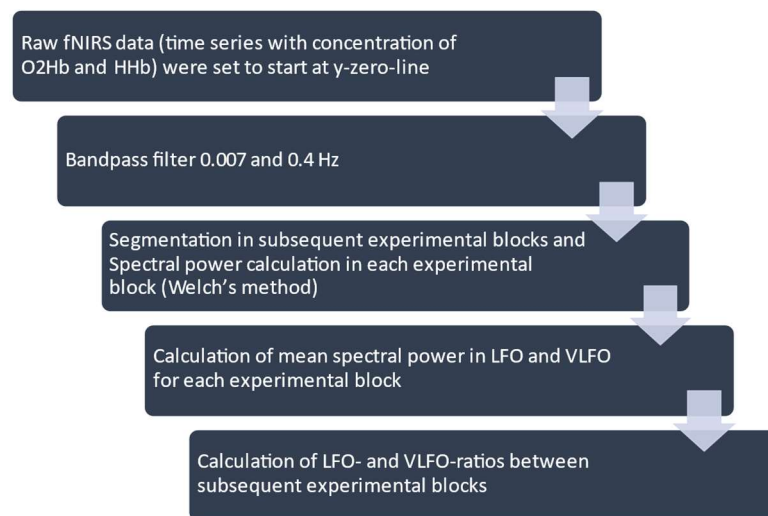 Raw fNIRS data (time series with concentration of
O2Hb and HHb) were set to start at y-zero-line
Bandpass filter 0.007 and 0.4 Hz
Segmentation in subsequent experimental blocks and
Spectral power calculation in each experimental
block (Welch’s method)
Calculation of mean spectral power in LFO and VLFO
for each experimental block
Calculation of LFO- and VLFO-ratios between
subsequent experimental blocks